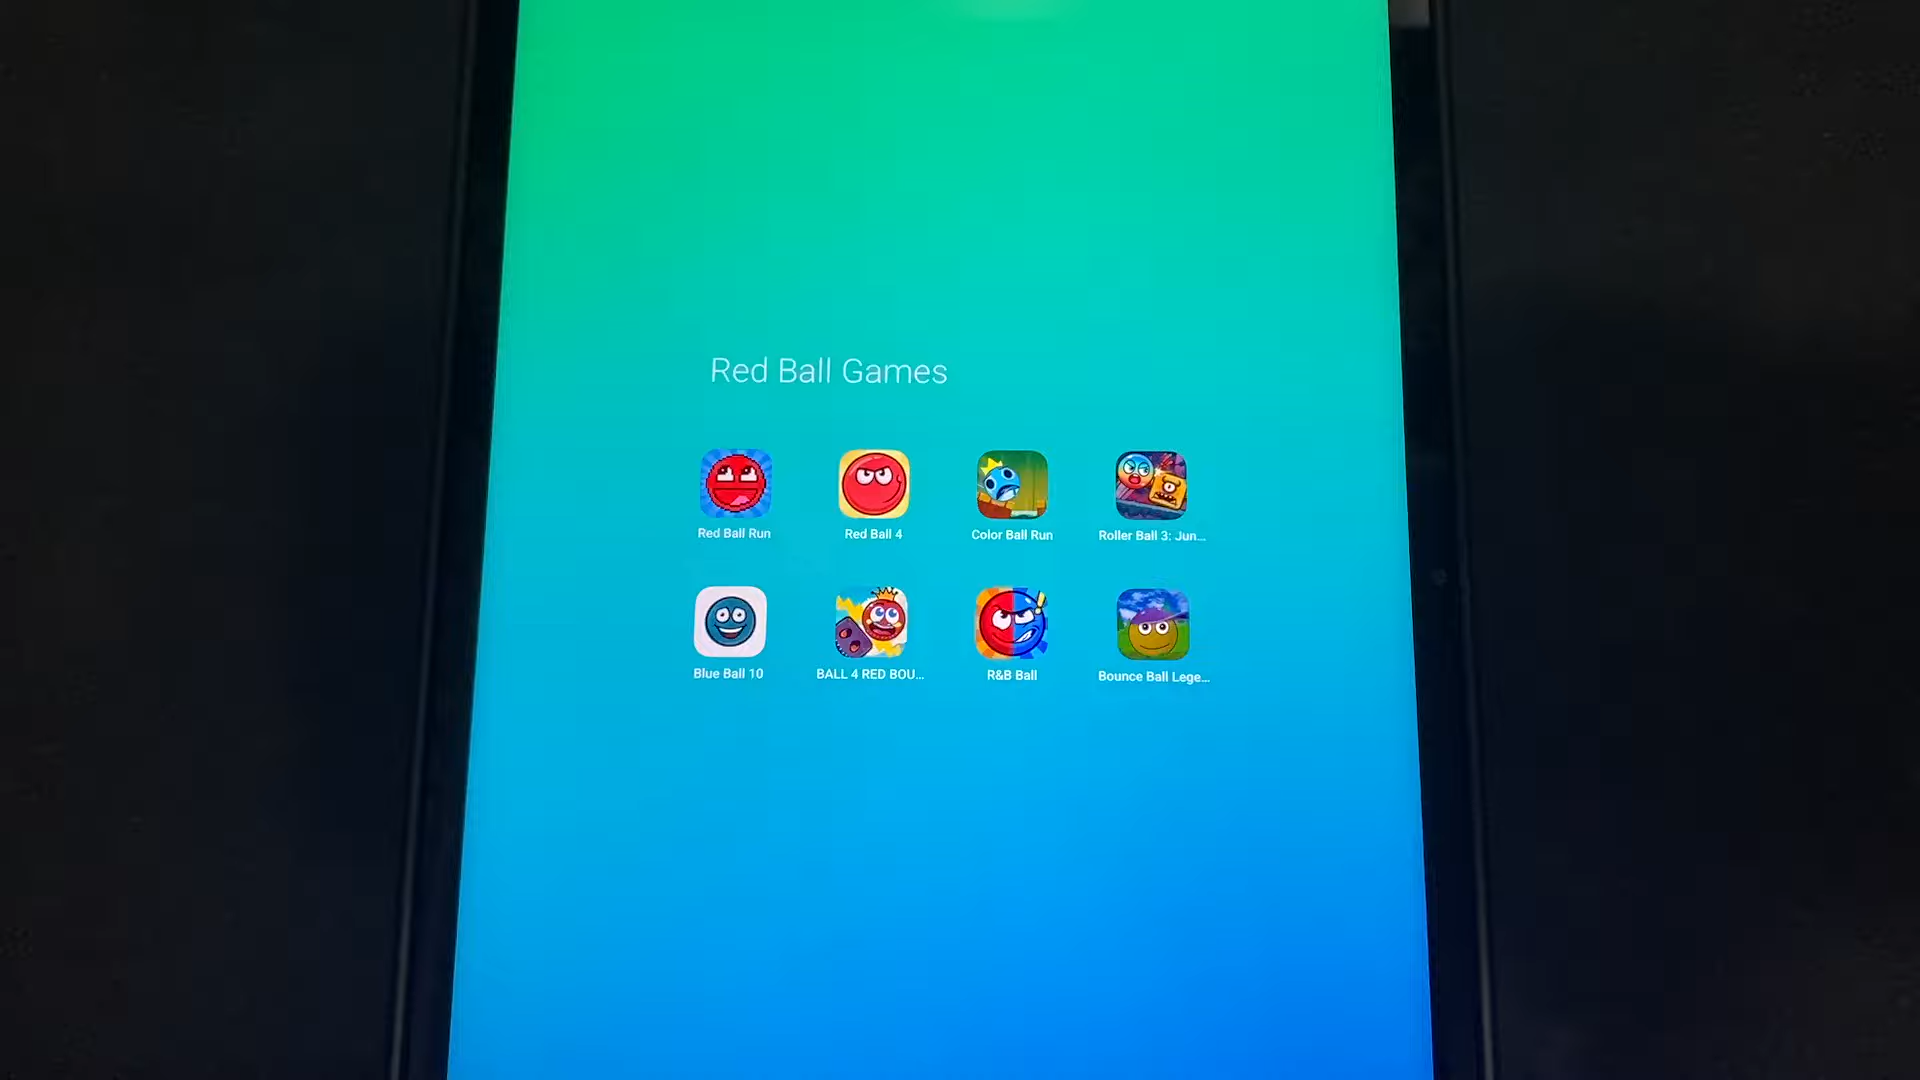 Red Ball Games
Red Ball Run
Red Ball 4
Color Ball Run
Roller Ball 3: Jun...
Blue Ball 10
BALL 4 RED BOU...
R&B Ball
Bounce Ball Lege...